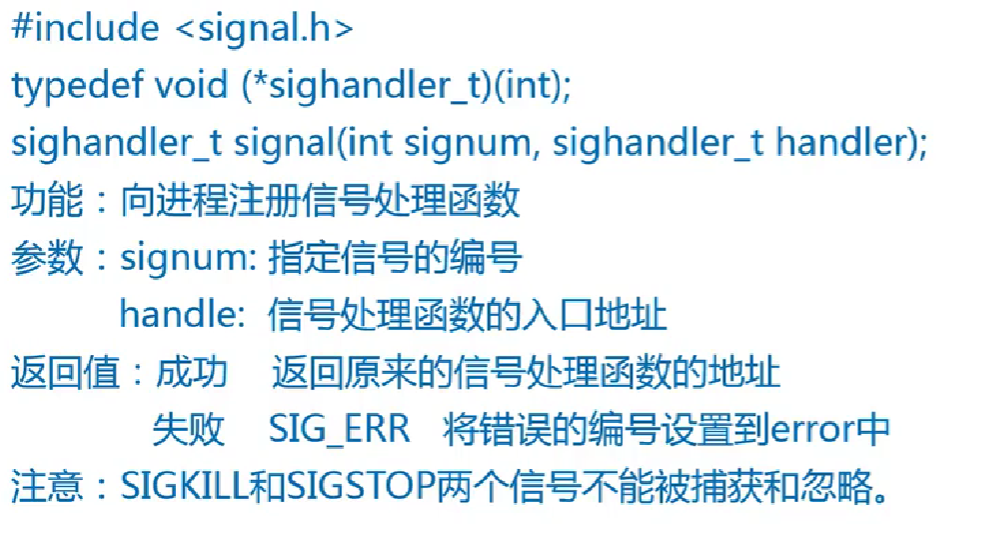 #include <signal.h>
typedef void (*sighandler_t)(int);
sighandler_t signal(int signum, sighandler_t handler);
功能：向进程注册信号处理函数
参数：signum: 指定信号的编号
handle: 信号处理函数的入口地址
返回值：成功 返回原来的信号处理函数的地址
失败 SIG_ERR 将错误的编号设置到error中
注意：SIGKILL和SIGSTOP两个信号不能被捕获和忽略。